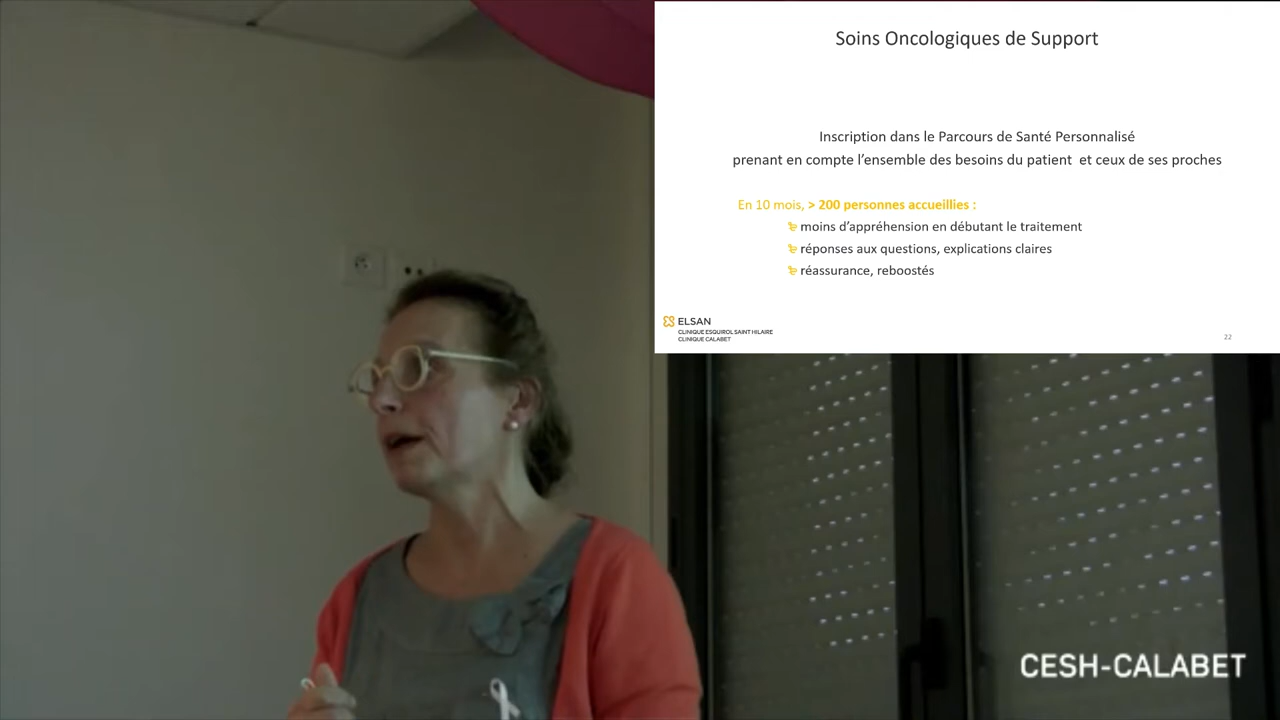 Soins Oncologiques de Support
Inscription dans le Parcours de Santé Personnalisé
prenant en compte l'ensemble des besoins du patient et ceux de ses proches
En 10 mois, > 200 personnes accueillies :
moins d'appréhension en débutant le traitement
réponses aux questions, explications claires
réassurance, reboostés
ELSAN
CLINIQUE ESQUIROL SAINT HILAIRE
CLINIQUE CALABET
22
CESH-CALABET